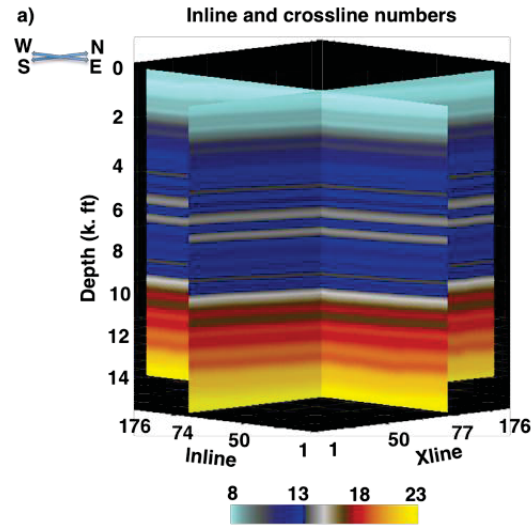 a)
Inline and crossline numbers
W N
S E
0
2
4
6
8
10
12
14
Depth (k. ft)
176 74 50 1 1 50 77 176
Inline Xline
8 13 18 23